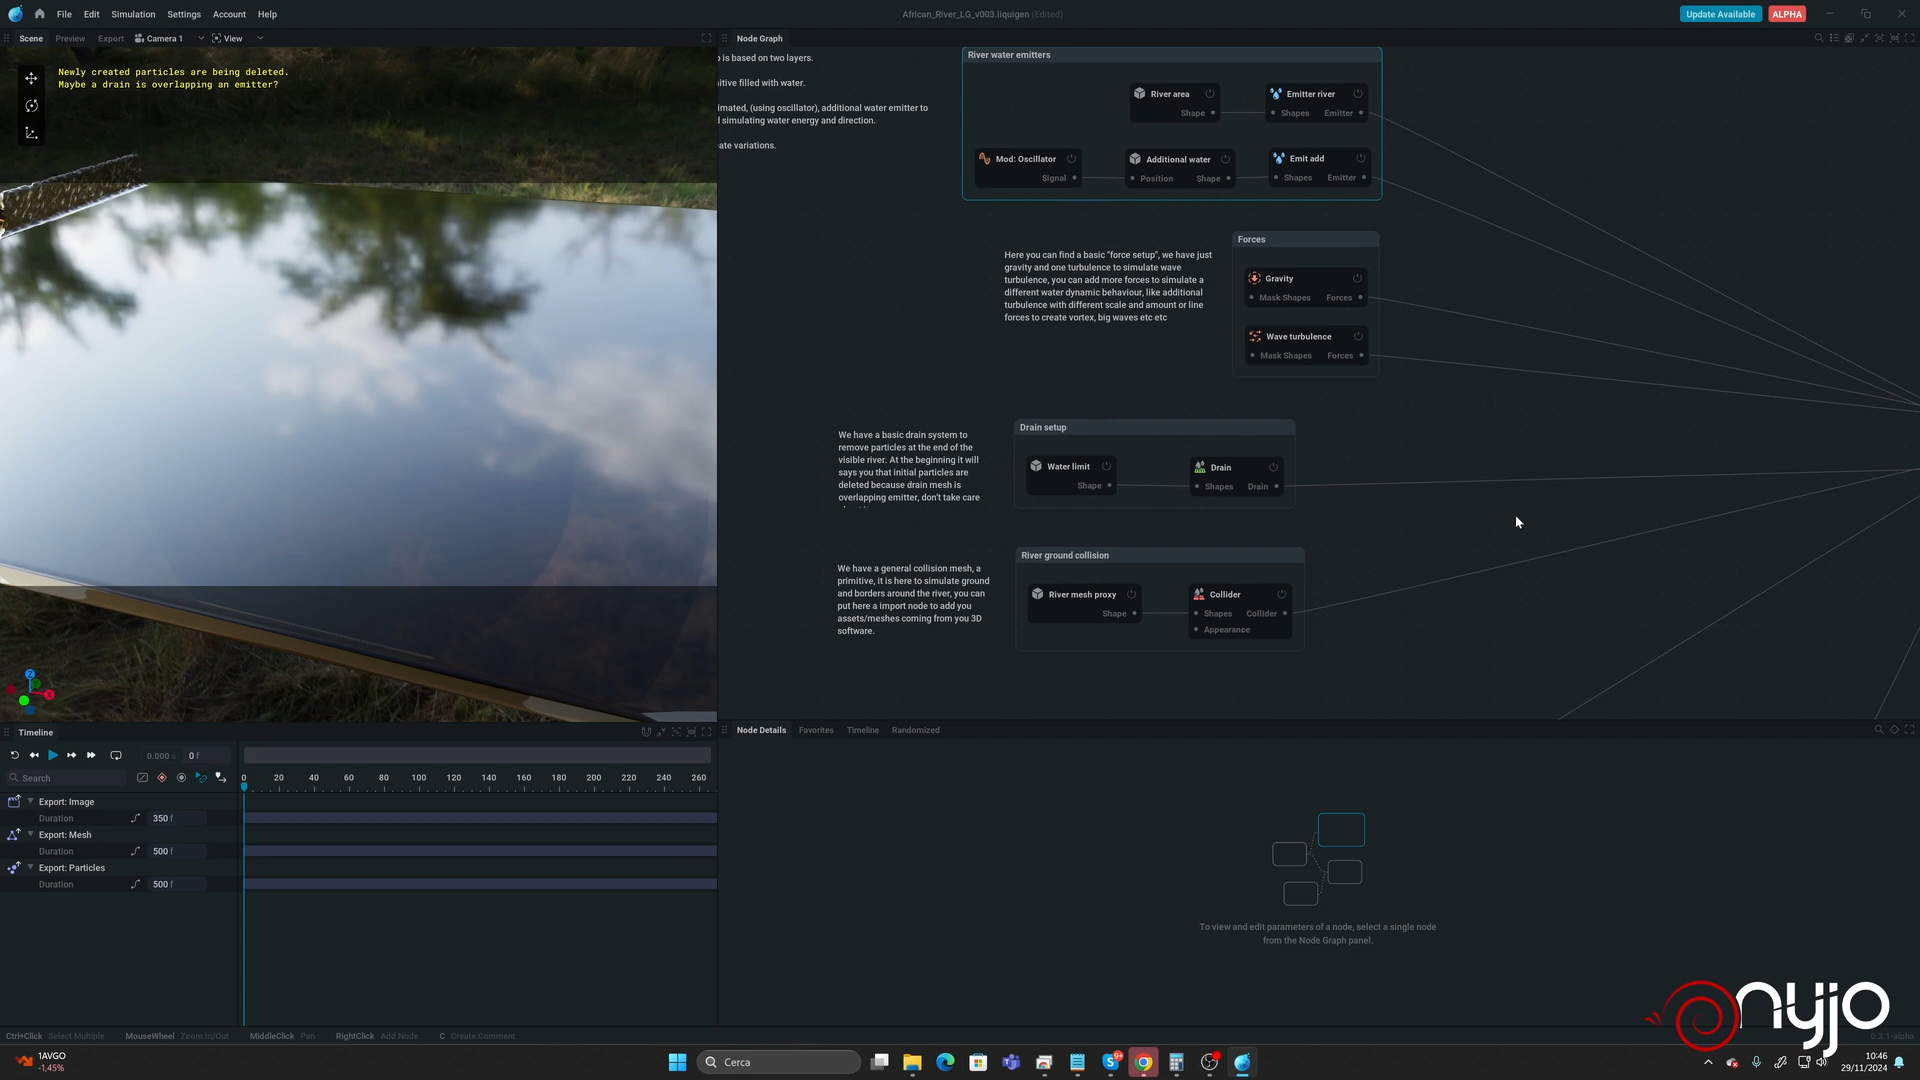 File Edit Simulation Settings Account Help
African_River_LG_v003.liquigen (Edited)
Update Available
ALPHA
Scene Preview Export Camera 1 View
Newly created particles are being deleted.
Maybe a drain is overlapping an emitter?
Node Graph
is based on two layers.
itive filled with water.
imated, (using oscillator), additional water emitter to
simulating water energy and direction.
ate variations.
River water emitters
River area
Shape
Emitter river
Shapes Emitter
Mod: Oscillator
Signal
Additional water
Position Shape
Emit add
Shapes Emitter
Here you can find a basic "force setup", we have just
gravity and one turbulence to simulate wave
turbulence, you can add more forces to simulate a
different water dynamic behaviour, like additional
turbulence with different scale and amount or line
forces to create vortex, big waves etc etc
Forces
Gravity
Mask Shapes Forces
Wave turbulence
Mask Shapes Forces
We have a basic drain system to
remove particles at the end of the
visible river. At the beginning it will
says you that initial particles are
deleted because drain mesh is
overlapping emitter, don't take care
Drain setup
Water limit
Shape
Drain
Shapes Drain
We have a general collision mesh, a
primitive, it is here to simulate ground
and borders around the river, you can
put here a import node to add you
assets/meshes coming from you 3D
software.
River ground collision
River mesh proxy
Shape
Collider
Shapes Collider
Appearance
Z
X
Timeline
0.000 s 0 f
Search
0 20 40 60 80 100 120 140 160 180 200 220 240 260
Export: Image
Duration 350 f
Export: Mesh
Duration 500 f
Export: Particles
Duration 500 f
Node Details Favorites Timeline Randomized
To view and edit parameters of a node, select a single node
from the Node Graph panel.
Ctrl+Click Select Multiple MouseWheel Zoom In/Out MiddleClick Pan RightClick Add Node C Create Comment
0.3.1-alpha
nyjo
1AVGO
-1,45%
Cerca
9+
10:46
29/11/2024